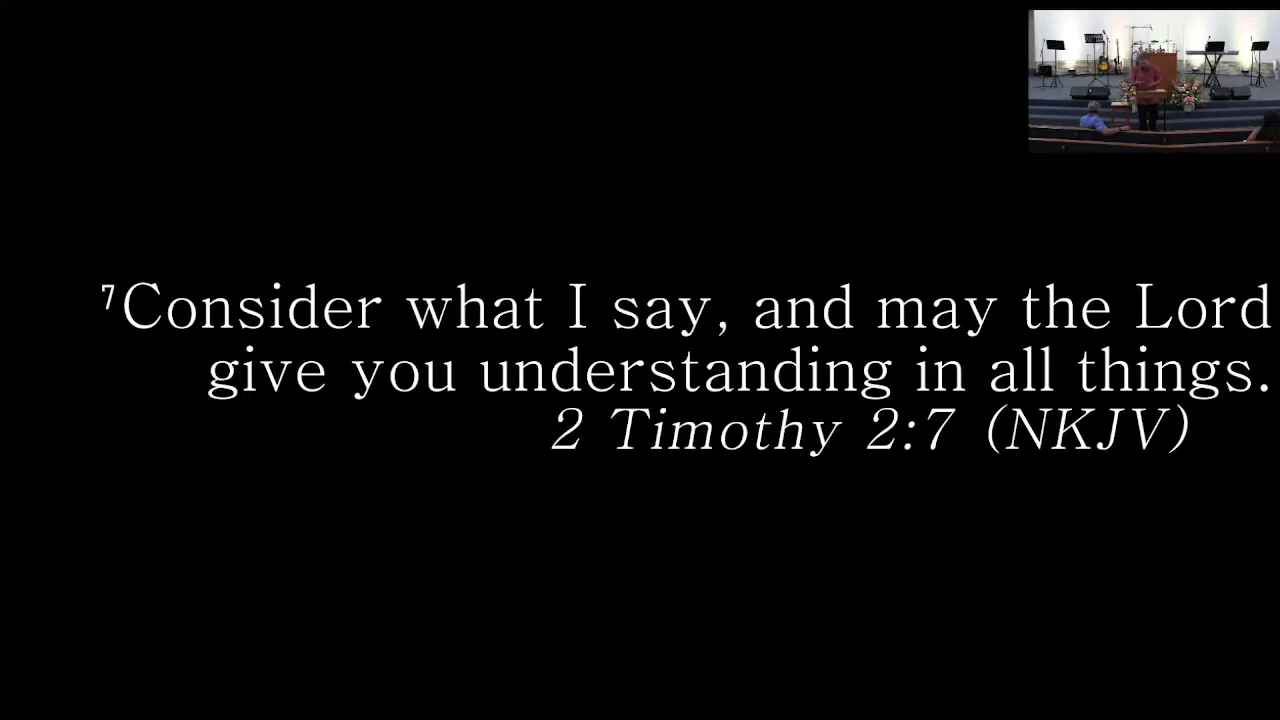 ⁷Consider what I say, and may the Lord
give you understanding in all things.
2 Timothy 2:7 (NKJV)